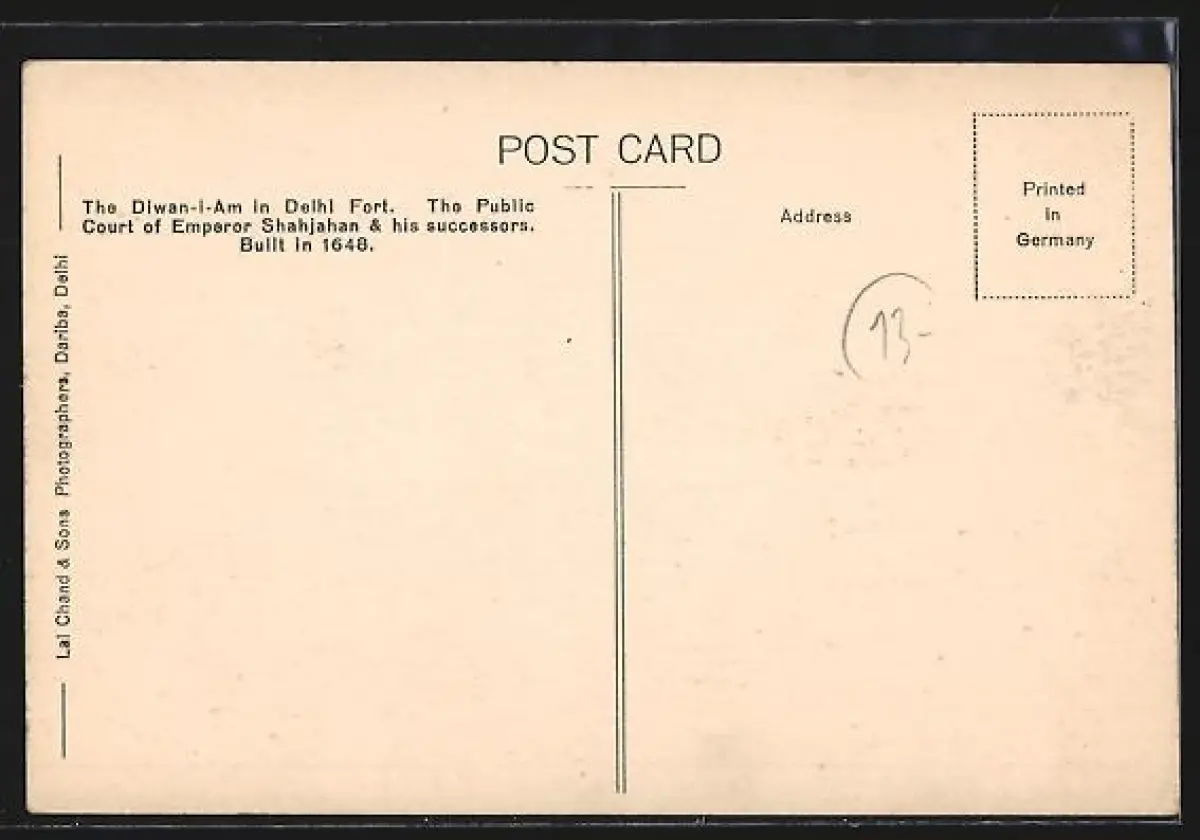 POST CARD
The Diwan-i-Am in Delhi Fort. The Public
Court of Emperor Shahjahan & his successors.
Built in 1648.
Lal Chand & Sons Photographers, Dariba, Delhi
Address
Printed
in
Germany
13-